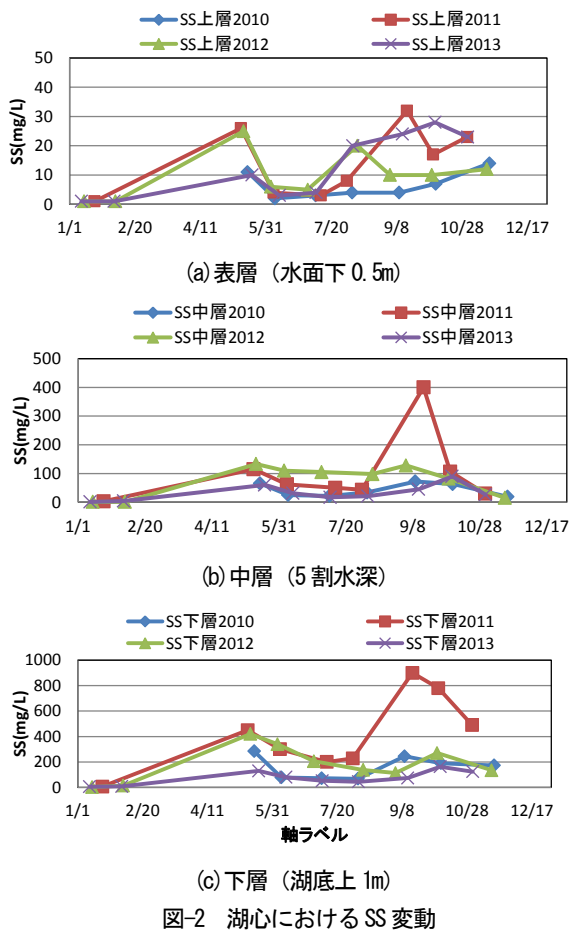 SS上層2010 SS上層2011
SS上層2012 SS上層2013
50
40
30
20
10
0
SS(mg/L)
1/1 2/20 4/11 5/31 7/20 9/8 10/28 12/17
(a)表層（水面下 0.5m）
SS中層2010 SS中層2011
SS中層2012 SS中層2013
500
400
300
200
100
0
SS(mg/L)
1/1 2/20 4/11 5/31 7/20 9/8 10/28 12/17
(b)中層（5 割水深）
SS下層2010 SS下層2011
SS下層2012 SS下層2013
1000
800
600
400
200
0
SS(mg/L)
1/1 2/20 4/11 5/31 7/20 9/8 10/28 12/17
軸ラベル
(c)下層（湖底上 1m）
図-2 湖心における SS 変動